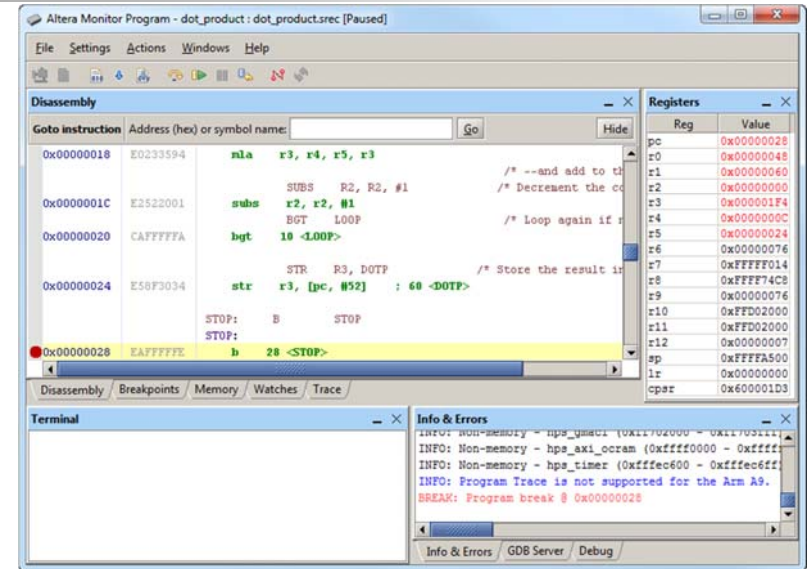 Altera Monitor Program - dot_product : dot_product.srec [Paused]
File Settings Actions Windows Help
Disassembly
Goto instruction Address (hex) or symbol name: Go Hide
0x00000018 E0233594 mla r3, r4, r5, r3
/* --and add to th
SUBS R2, R2, #1 /* Decrement the co
0x0000001C E2522001 subs r2, r2, #1
BGT LOOP /* Loop again if n
0x00000020 CAFFFFFA bgt 10 <LOOP>
STR R3, DOTP /* Store the result in
0x00000024 E58F3034 str r3, [pc, #52] ; 60 <DOTP>
STOP: B STOP
STOP:
0x00000028 EAFFFFFE b 28 <STOP>
Disassembly Breakpoints Memory Watches Trace
Registers
Reg Value
pc 0x00000028
r0 0x00000048
r1 0x00000060
r2 0x00000000
r3 0x000001F4
r4 0x0000000C
r5 0x00000024
r6 0x00000076
r7 0xFFFFF014
r8 0xFFFF74C8
r9 0x00000076
r10 0xFFD02000
r11 0xFFD02000
r12 0x00000007
sp 0xFFFFA500
lr 0x00000000
cpsr 0x600001D3
Terminal
Info & Errors
INFO: Non-memory - hps_gmac1
INFO: Non-memory - hps_axi_ocram (0xffff0000 - 0xfffff
INFO: Non-memory - hps_timer (0xfffec600 - 0xfffec6ff)
INFO: Program Trace is not supported for the Arm A9.
BREAK: Program break @ 0x00000028
Info & Errors GDB Server Debug